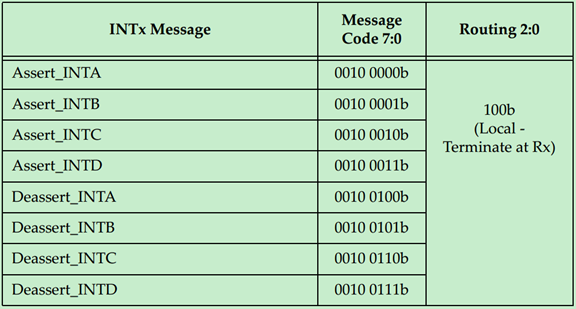 INTx Message
Message
Code 7:0
Routing 2:0
Assert_INTA
0010 0000b
Assert_INTB
0010 0001b
Assert_INTC
0010 0010b
Assert_INTD
0010 0011b
Deassert_INTA
0010 0100b
Deassert_INTB
0010 0101b
Deassert_INTC
0010 0110b
Deassert_INTD
0010 0111b
100b
(Local -
Terminate at Rx)